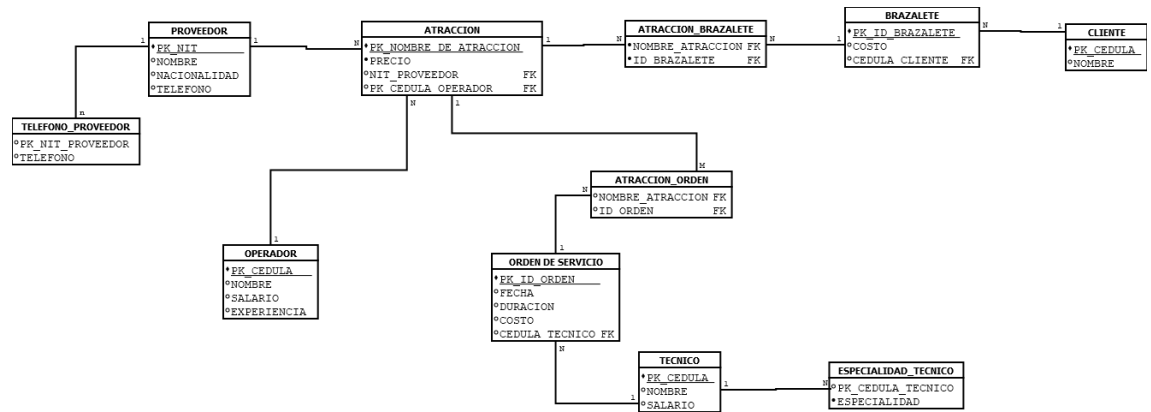 PROVEEDOR
PK_NIT
NOMBRE
NACIONALIDAD
TELEFONO
1
1
n
TELEFONO_PROVEEDOR
PK_NIT_PROVEEDOR
TELEFONO
N
ATRACCION
PK_NOMBRE DE ATRACCION
PRECIO
NIT_PROVEEDOR FK
PK_CEDULA_OPERADOR FK
1
N
1
N
ATRACCION_BRAZALETE
NOMBRE_ATRACCION FK
ID_BRAZALETE FK
N
1
BRAZALETE
PK_ID_BRAZALETE
COSTO
CEDULA_CLIENTE FK
N
1
CLIENTE
PK_CEDULA
NOMBRE
M
ATRACCION_ORDEN
NOMBRE_ATRACCION FK
ID_ORDEN FK
N
1
OPERADOR
PK_CEDULA
NOMBRE
SALARIO
EXPERIENCIA
1
ORDEN DE SERVICIO
PK_ID_ORDEN
FECHA
DURACION
COSTO
CEDULA_TECNICO FK
N
1
TECNICO
PK_CEDULA
NOMBRE
SALARIO
1
N
ESPECIALIDAD_TECNICO
PK_CEDULA_TECNICO
ESPECIALIDAD